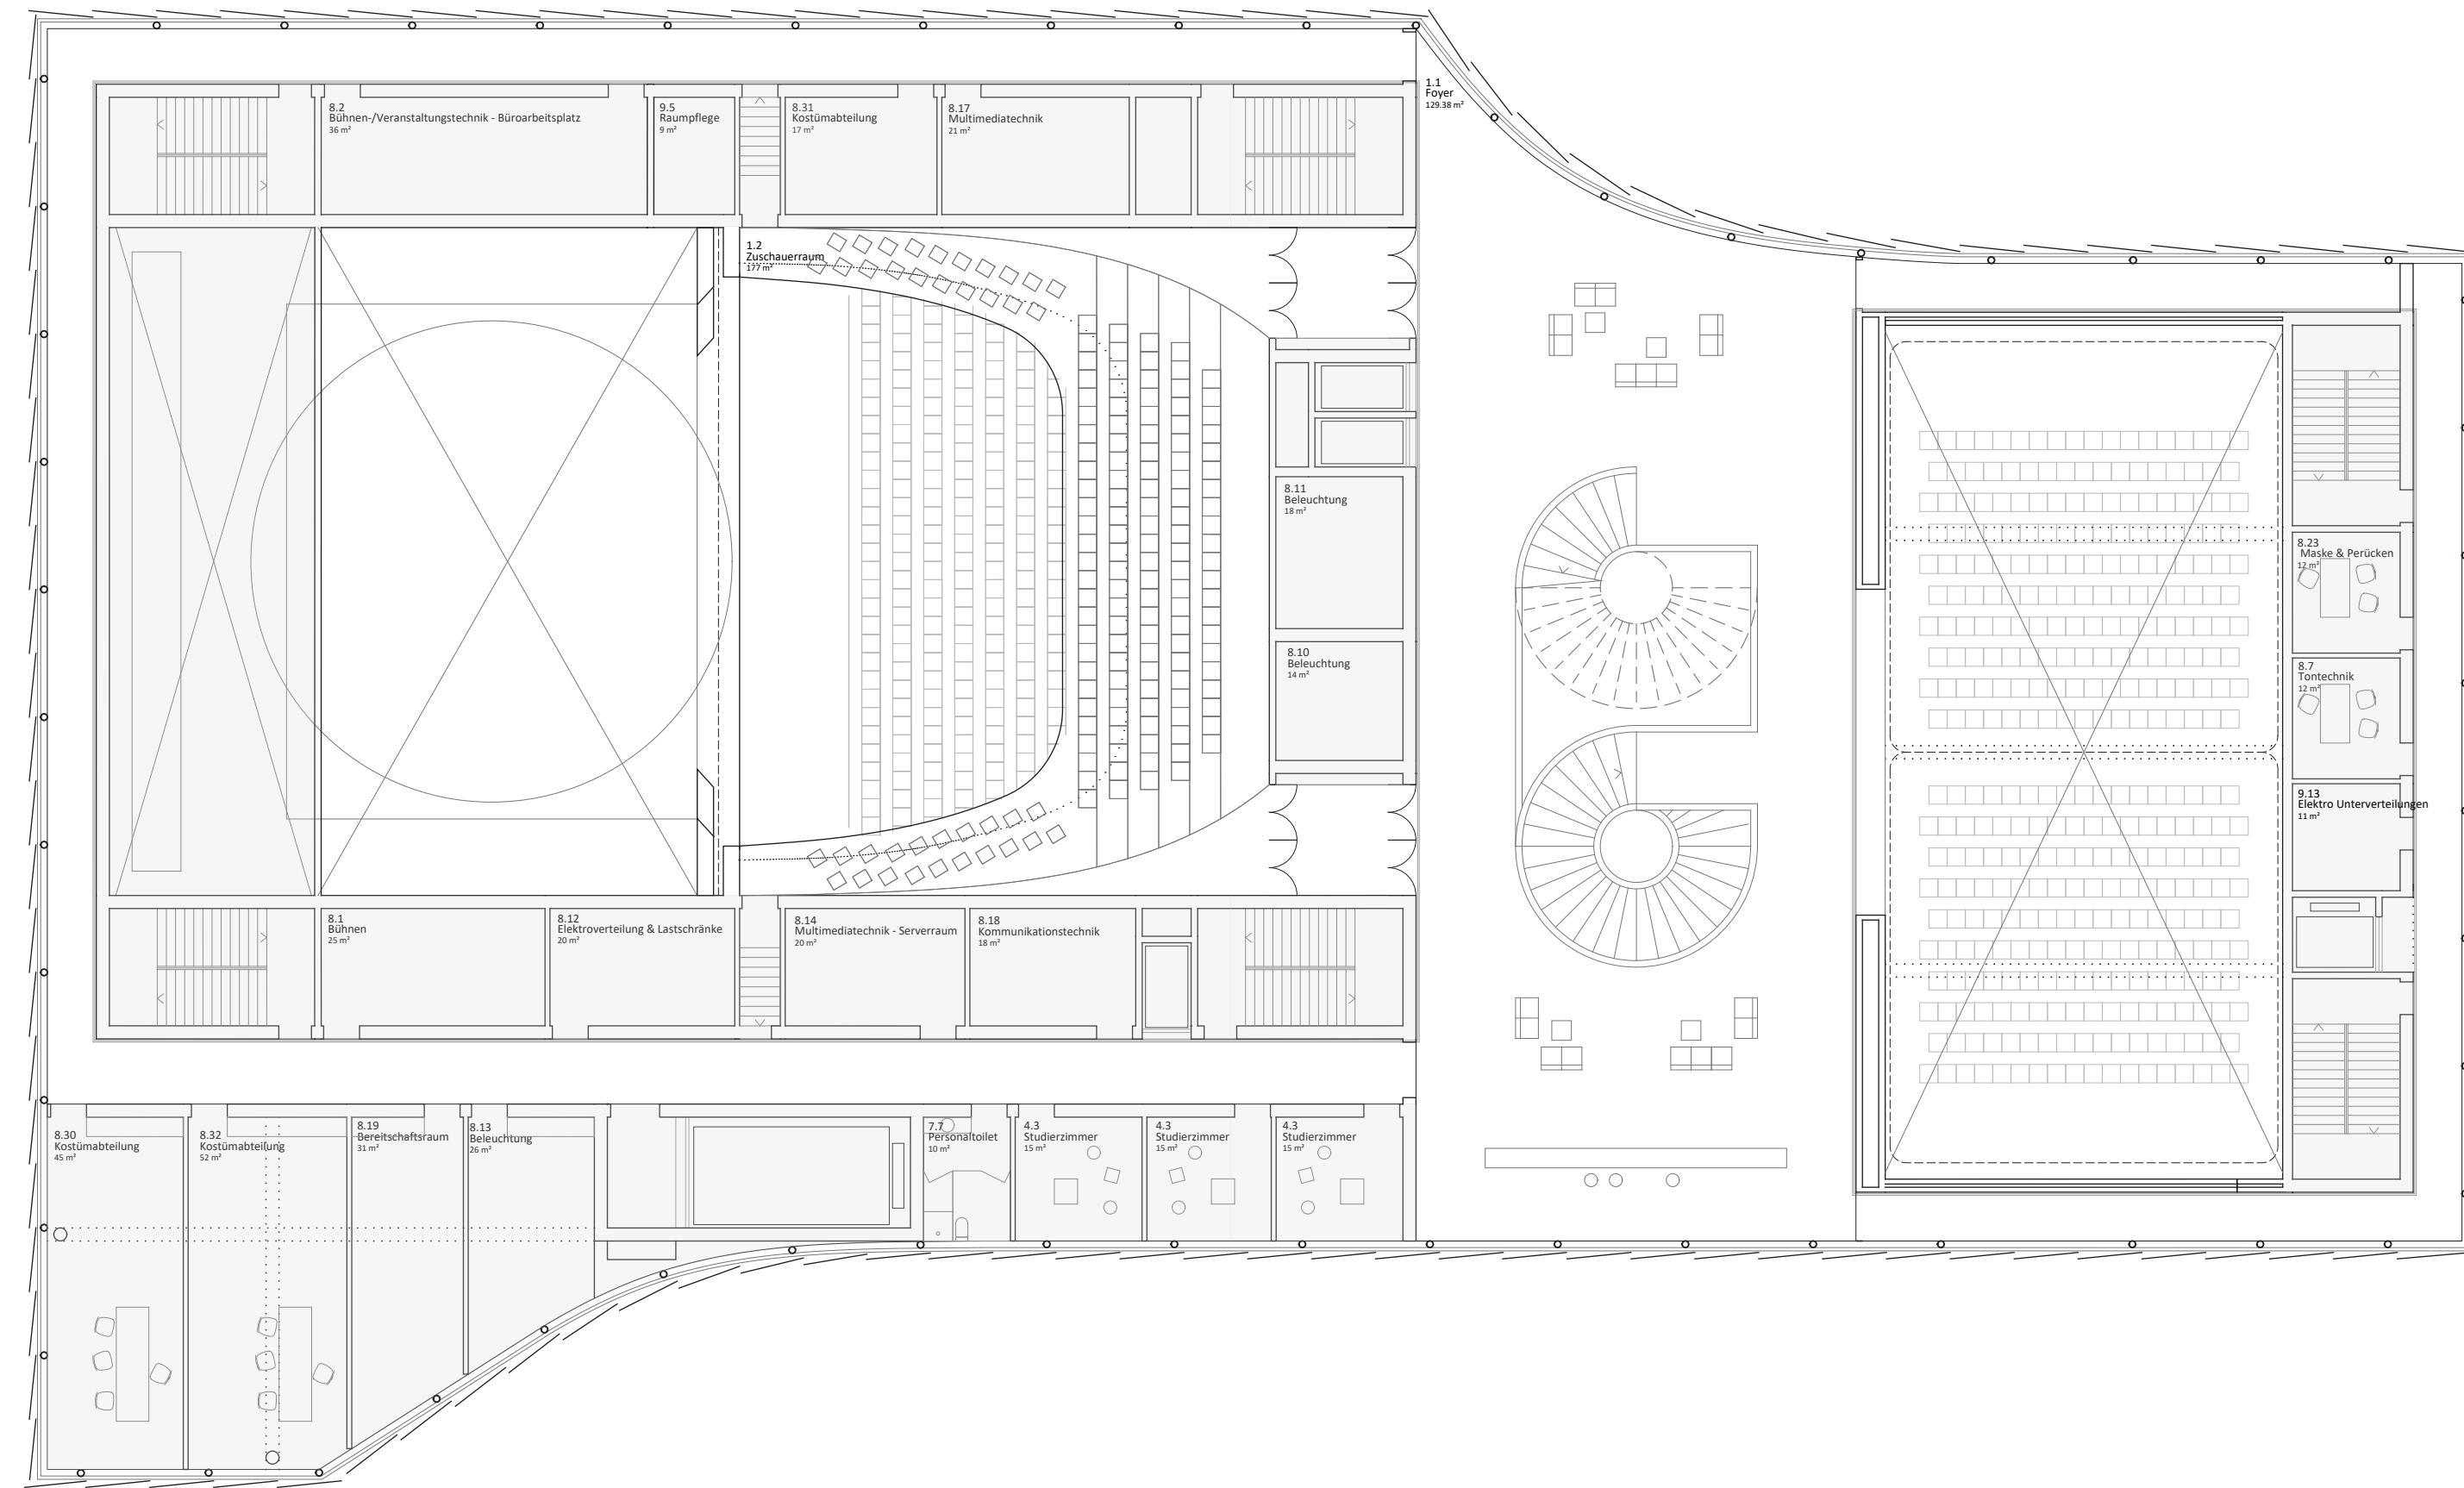 8.2
Bühnen-/Veranstaltungstechnik - Büroarbeitsplatz
36 m²
9.5
Raumpflege
9 m²
8.31
Kostümabteilung
17 m²
8.17
Multimediatechnik
21 m²
1.1
Foyer
129.38 m²
1.2
Zuschauerraum
177 m²
8.11
Beleuchtung
18 m²
8.10
Beleuchtung
14 m²
8.23
Maske & Perücken
12 m²
8.7
Tontechnik
12 m²
9.13
Elektro Unterverteilungen
11 m²
8.1
Bühnen
25 m²
8.12
Elektroverteilung & Lastschränke
20 m²
8.14
Multimediatechnik - Serverraum
20 m²
8.18
Kommunikationstechnik
18 m²
8.30
Kostümabteilung
45 m²
8.32
Kostümabteilung
52 m²
8.19
Bereitschaftsraum
31 m²
8.13
Beleuchtung
26 m²
7.7
Personaltoilet
10 m²
4.3
Studierzimmer
15 m²
4.3
Studierzimmer
15 m²
4.3
Studierzimmer
15 m²